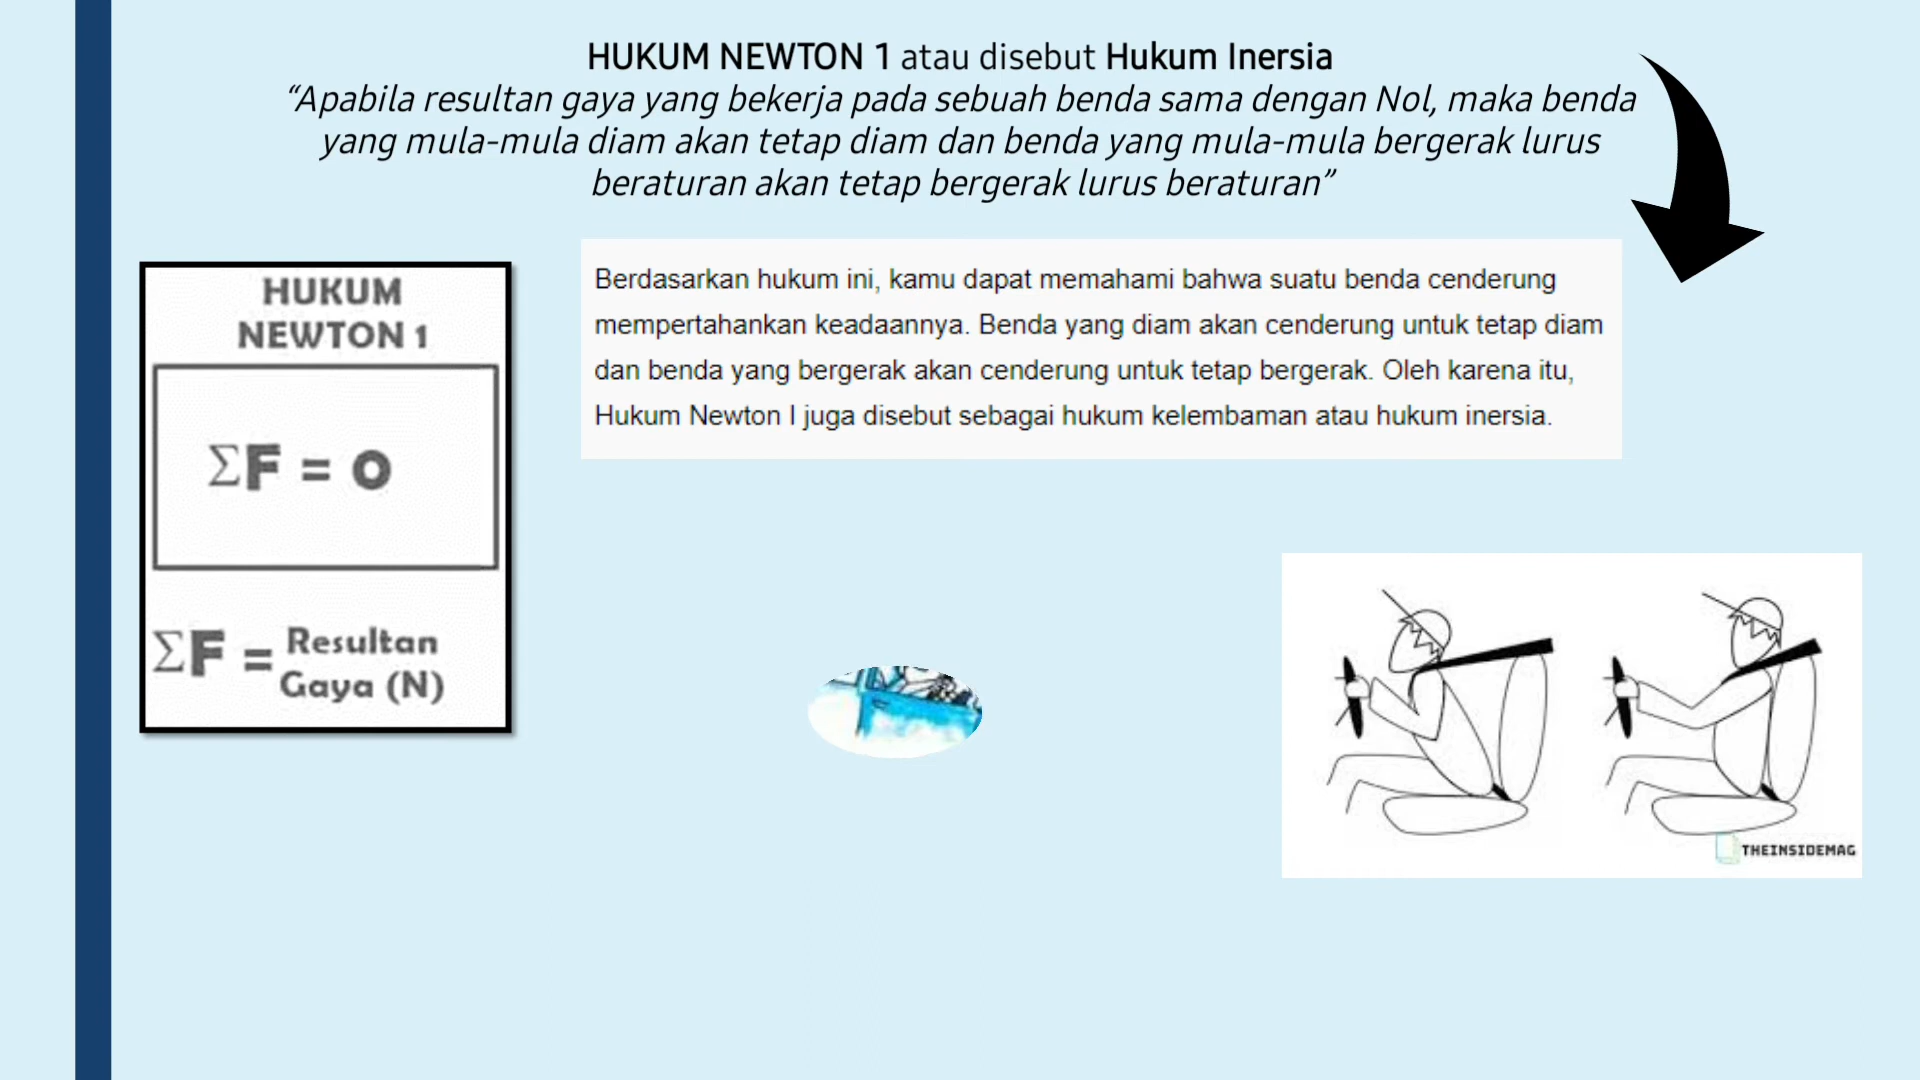 HUKUM NEWTON 1 atau disebut Hukum Inersia
“Apabila resultan gaya yang bekerja pada sebuah benda sama dengan Nol, maka benda
yang mula-mula diam akan tetap diam dan benda yang mula-mula bergerak lurus
beraturan akan tetap bergerak lurus beraturan”
HUKUM
NEWTON 1
ΣF = 0
ΣF = Resultan
Gaya (N)
Berdasarkan hukum ini, kamu dapat memahami bahwa suatu benda cenderung
mempertahankan keadaannya. Benda yang diam akan cenderung untuk tetap diam
dan benda yang bergerak akan cenderung untuk tetap bergerak. Oleh karena itu,
Hukum Newton I juga disebut sebagai hukum kelembaman atau hukum inersia.
THEINSIDEMAG